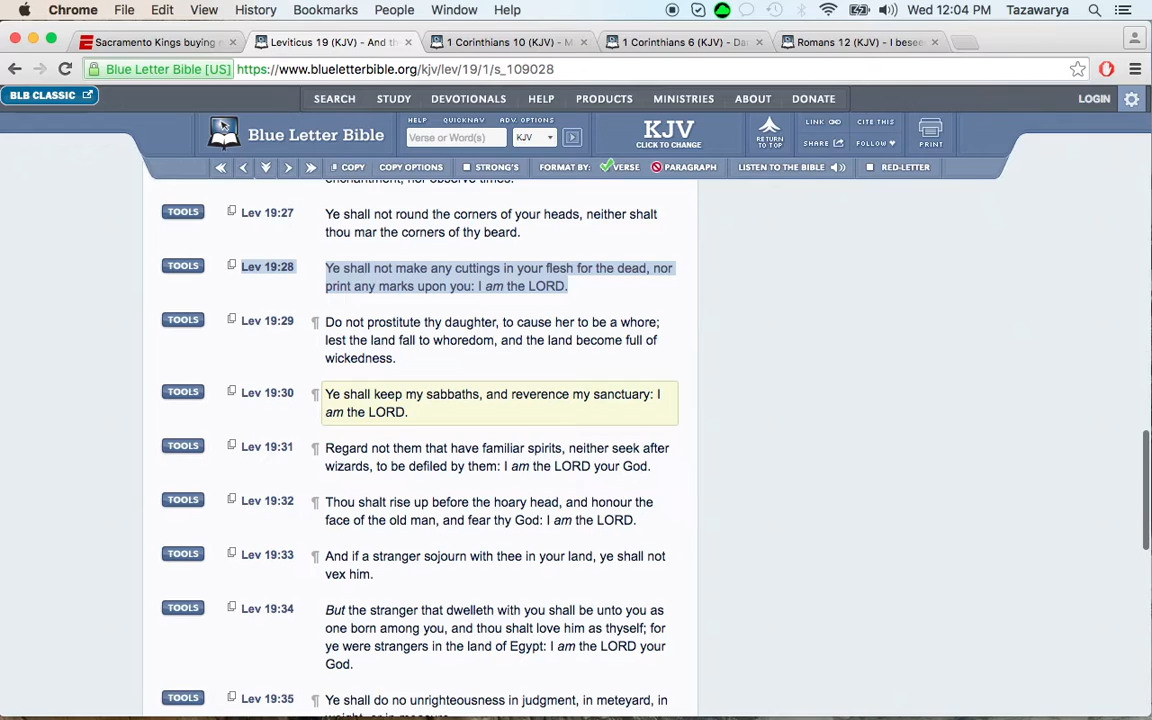 Chrome File Edit View History Bookmarks People Window Help Wed 12:04 PM Tazawarya
Sacramento Kings buying n Leviticus 19 (KJV) - And th 1 Corinthians 10 (KJV) - M 1 Corinthians 6 (KJV) - Da Romans 12 (KJV) - I besee
Blue Letter Bible [US] https://www.blueletterbible.org/kjv/lev/19/1/s_109028
BLB CLASSIC SEARCH STUDY DEVOTIONALS HELP PRODUCTS MINISTRIES ABOUT DONATE LOGIN
HELP QUICKNAV ADV. OPTIONS
Blue Letter Bible Verse or Word(s) KJV
KJV
CLICK TO CHANGE
RETURN
TO TOP
LINK CITE THIS
SHARE FOLLOW
PRINT
COPY COPY OPTIONS STRONG'S FORMAT BY: VERSE PARAGRAPH LISTEN TO THE BIBLE RED-LETTER
enchantment, nor observe times.
TOOLS Lev 19:27 Ye shall not round the corners of your heads, neither shalt
thou mar the corners of thy beard.
TOOLS Lev 19:28 Ye shall not make any cuttings in your flesh for the dead, nor
print any marks upon you: I am the LORD.
TOOLS Lev 19:29 ¶ Do not prostitute thy daughter, to cause her to be a whore;
lest the land fall to whoredom, and the land become full of
wickedness.
TOOLS Lev 19:30 ¶ Ye shall keep my sabbaths, and reverence my sanctuary: I
am the LORD.
TOOLS Lev 19:31 ¶ Regard not them that have familiar spirits, neither seek after
wizards, to be defiled by them: I am the LORD your God.
TOOLS Lev 19:32 ¶ Thou shalt rise up before the hoary head, and honour the
face of the old man, and fear thy God: I am the LORD.
TOOLS Lev 19:33 ¶ And if a stranger sojourn with thee in your land, ye shall not
vex him.
TOOLS Lev 19:34 But the stranger that dwelleth with you shall be unto you as
one born among you, and thou shalt love him as thyself; for
ye were strangers in the land of Egypt: I am the LORD your
God.
TOOLS Lev 19:35 ¶ Ye shall do no unrighteousness in judgment, in meteyard, in
weight, or in measure.